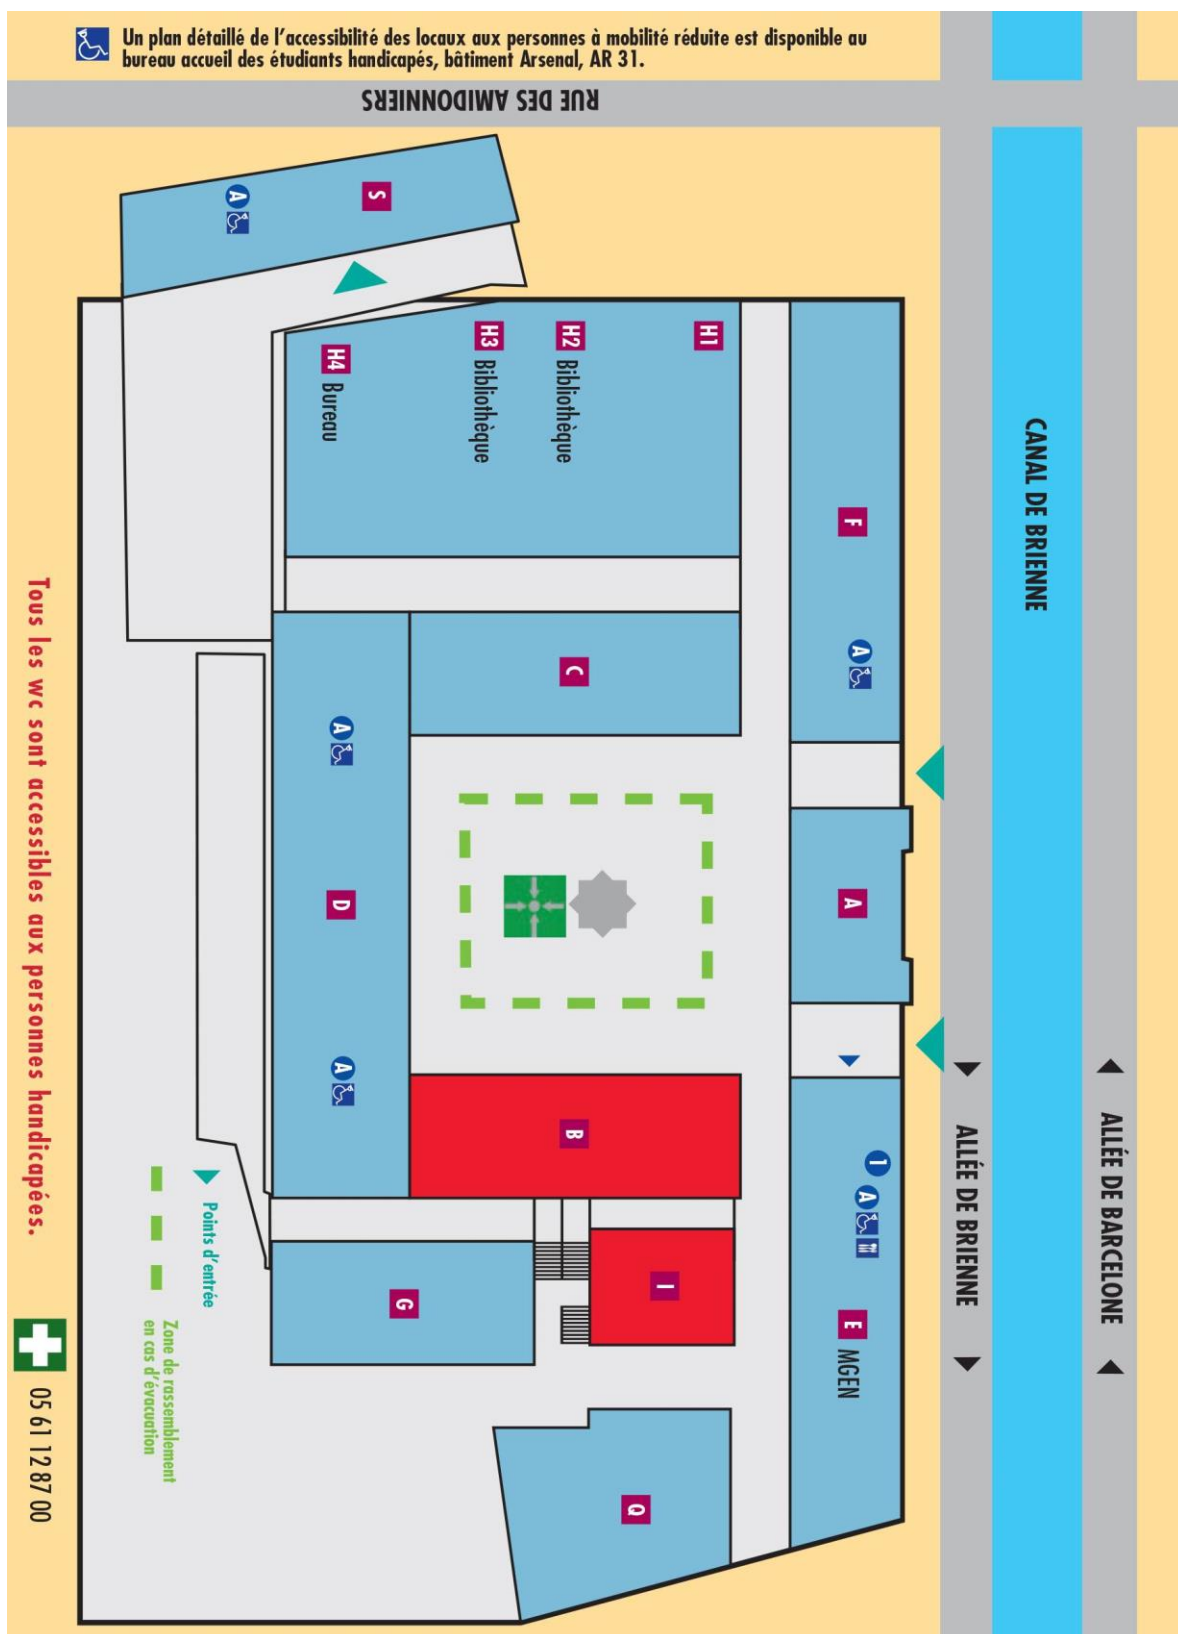 Un plan détaillé de l'accessibilité des locaux aux personnes à mobilité réduite est disponible au
bureau accueil des étudiants handicapés, bâtiment Arsenal, AR 31.
RUE DES AMIDONNIERS
S
A
H4 Bureau
H3 Bibliothèque
H2 Bibliothèque
H1
F
A
CANAL DE BRIENNE
C
A
D
A
A
B
1
A
E MGEN
I
G
Q
ALLÉE DE BRIENNE
ALLÉE DE BARCELONE
Points d'entrée
Zone de rassemblement
en cas d'évacuation
Tous les wc sont accessibles aux personnes handicapées.
05 61 12 87 00